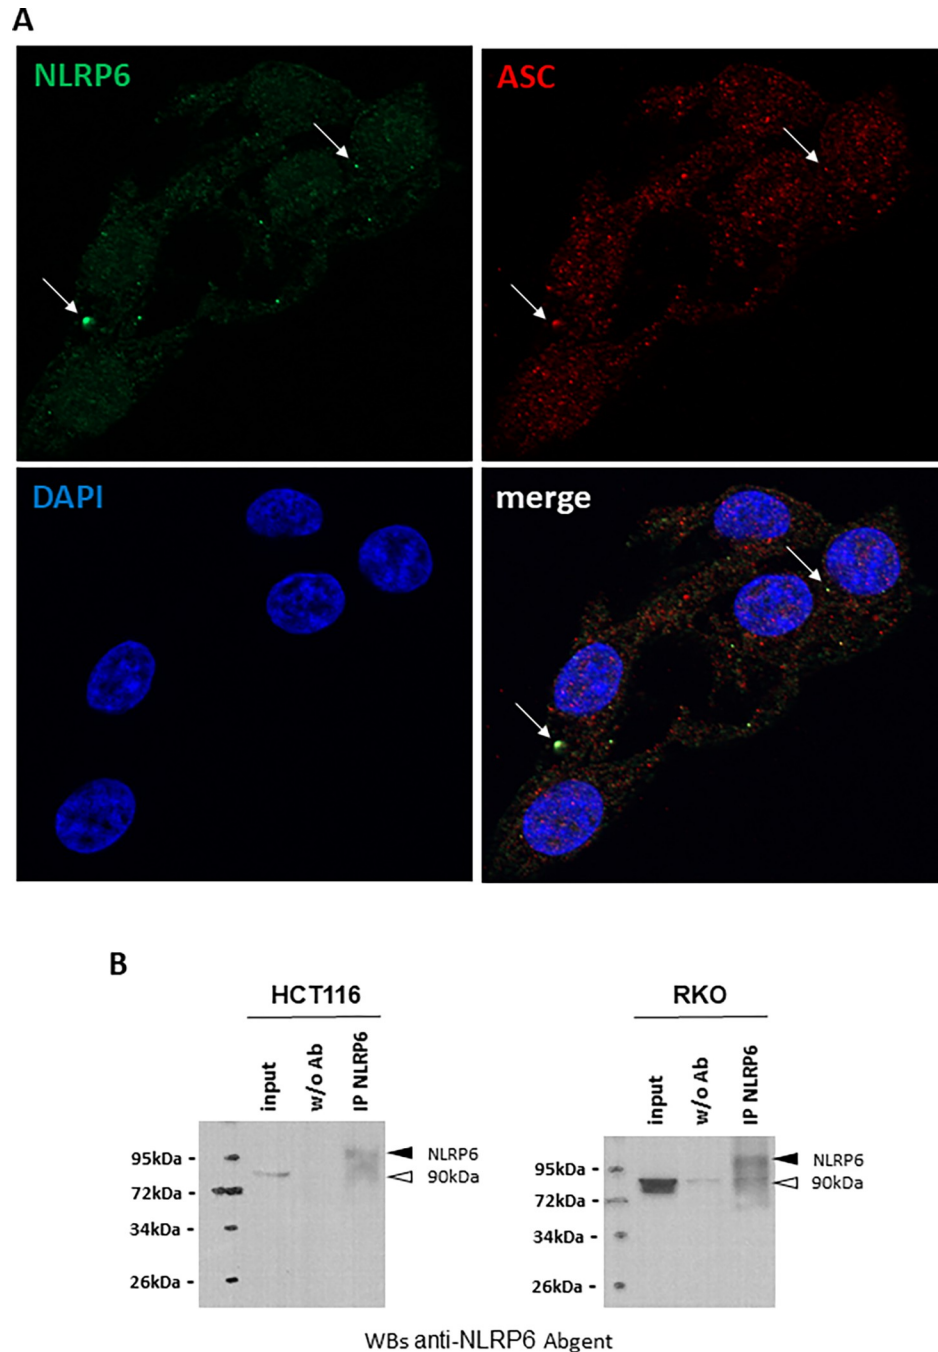 A
NLRP6
ASC
DAPI
merge
B
HCT116
RKO
input
w/o Ab
IP NLRP6
input
w/o Ab
IP NLRP6
95kDa -
72kDa -
34kDa -
26kDa -
NLRP6
90kDa
95kDa -
72kDa -
34kDa -
26kDa -
NLRP6
90kDa
WBs anti-NLRP6 Abgent